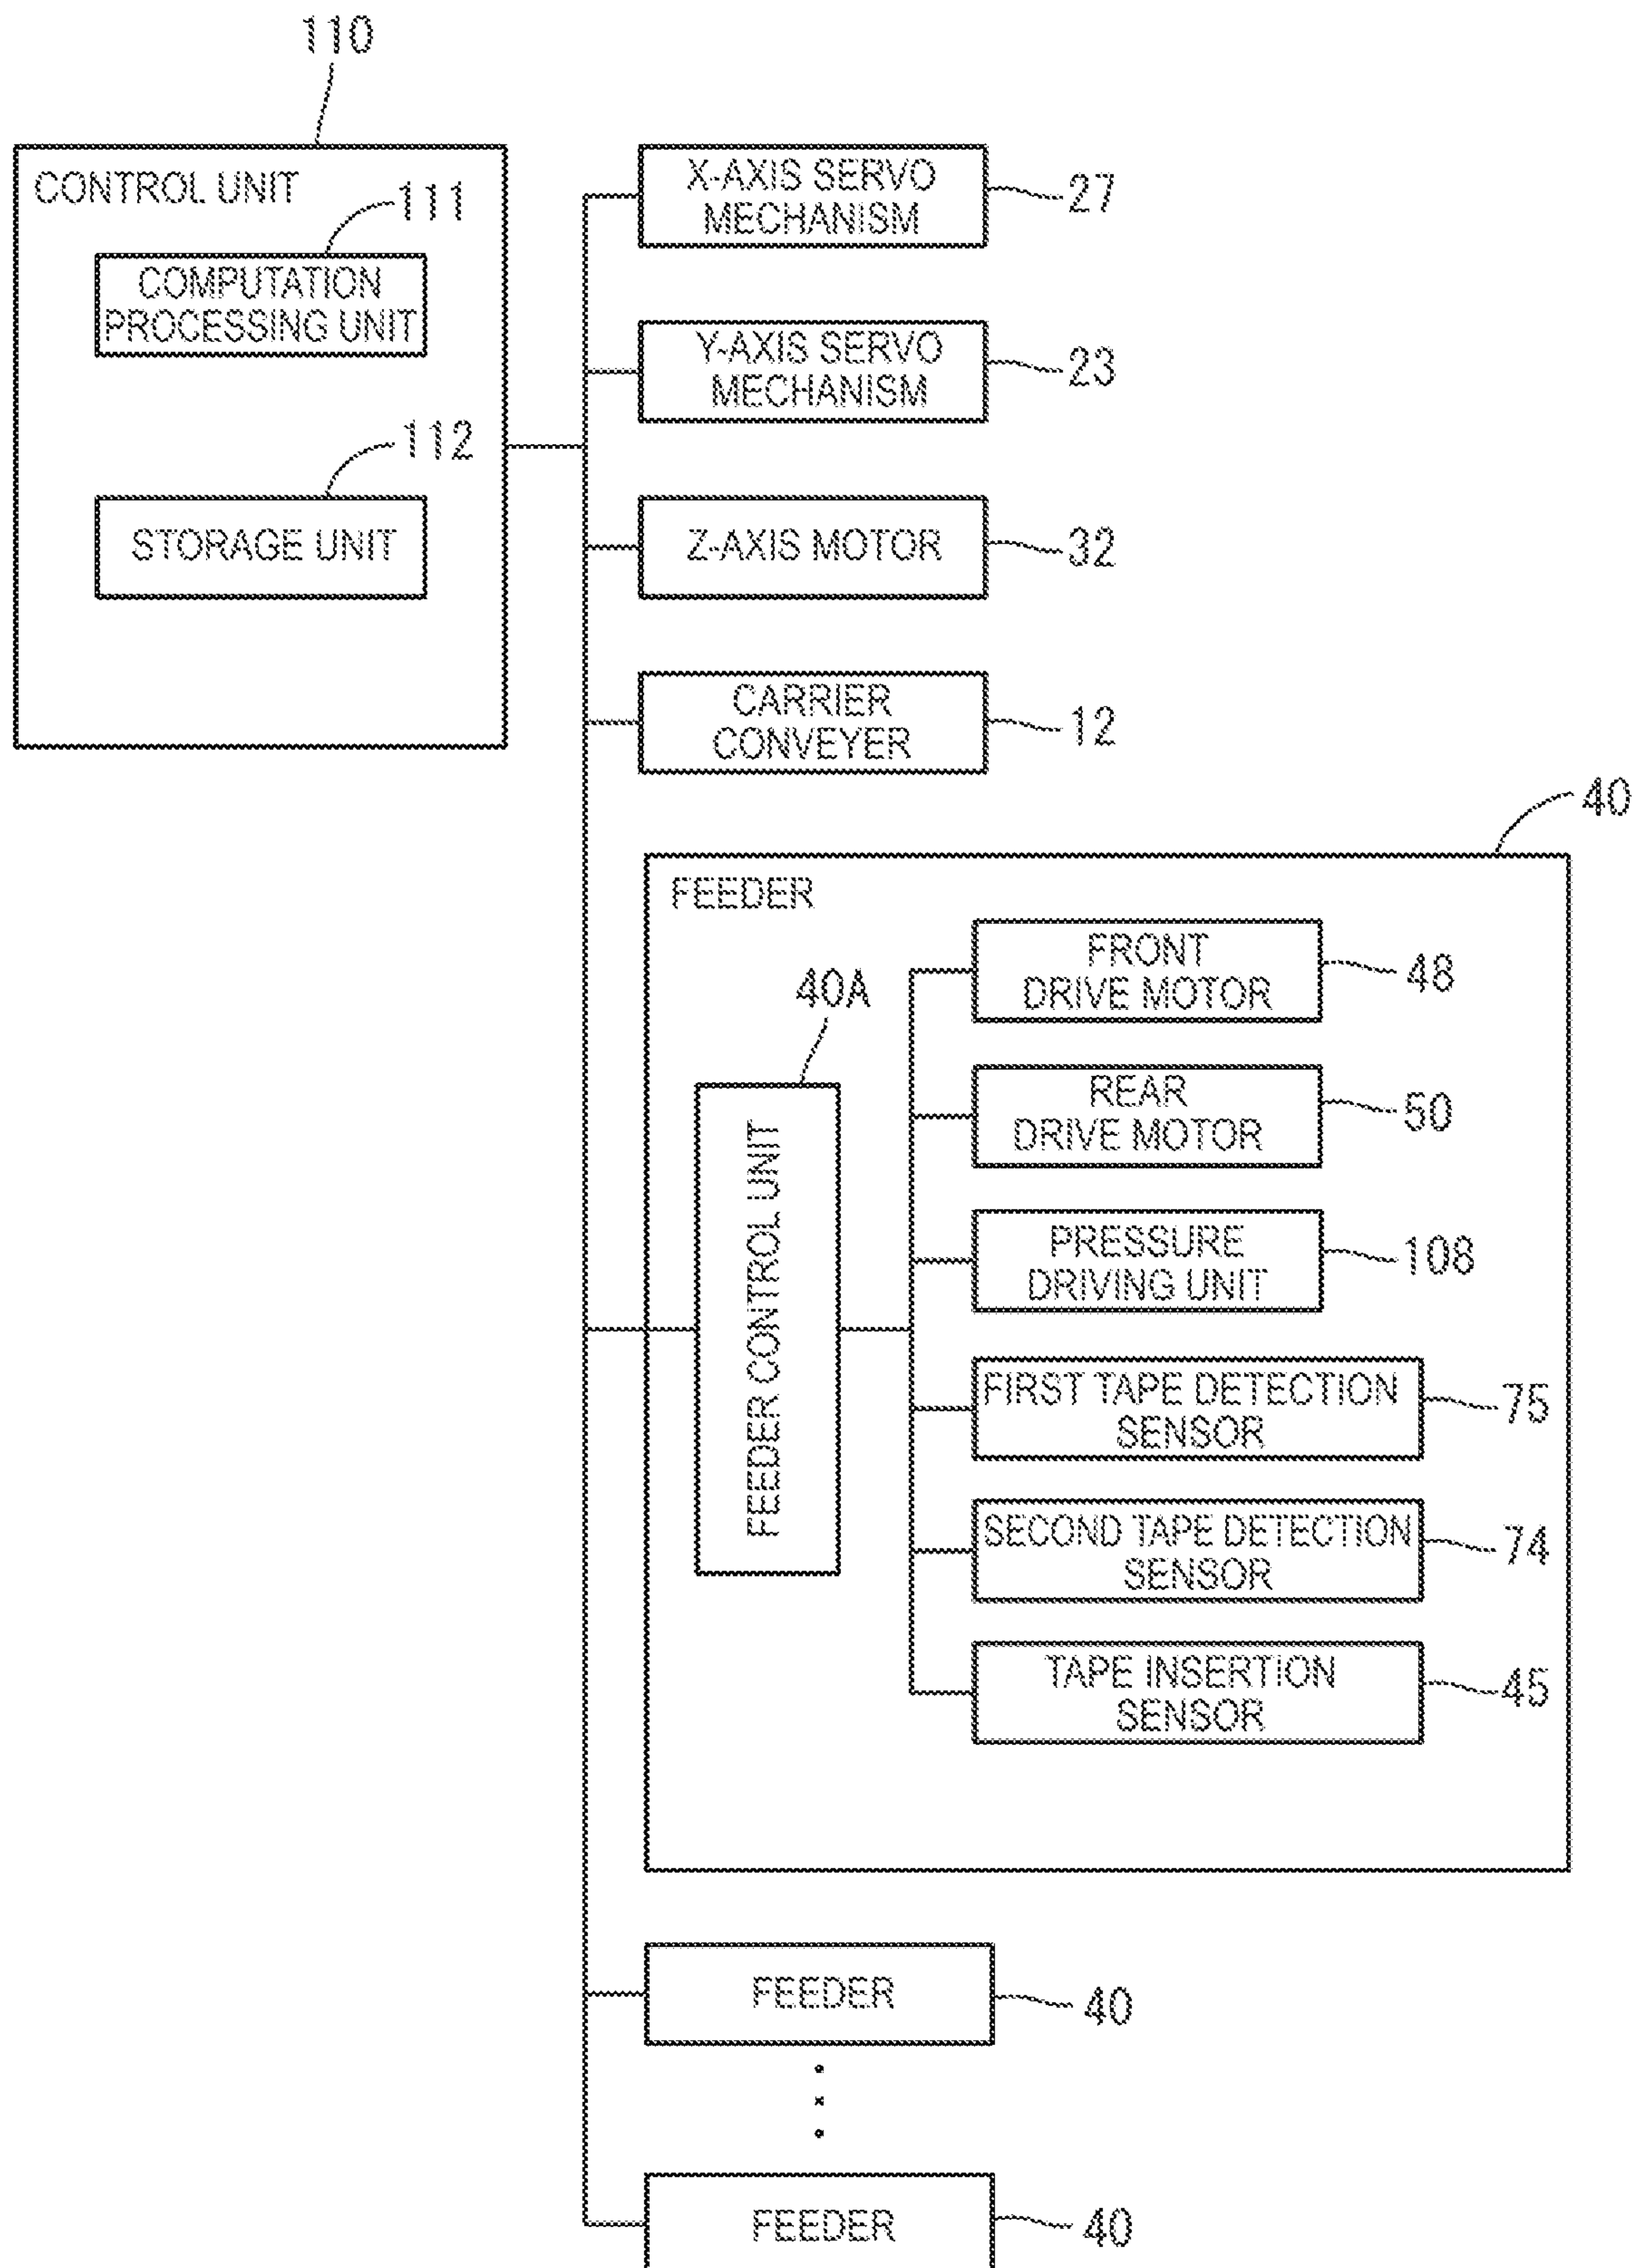 110
CONTROL UNIT
111
COMPUTATION
PROCESSING UNIT
112
STORAGE UNIT
X-AXIS SERVO
MECHANISM
27
Y-AXIS SERVO
MECHANISM
23
Z-AXIS MOTOR
32
CARRIER
CONVEYER
12
40
FEEDER
40A
FEEDER CONTROL UNIT
FRONT
DRIVE MOTOR
48
REAR
DRIVE MOTOR
50
PRESSURE
DRIVING UNIT
108
FIRST TAPE DETECTION
SENSOR
75
SECOND TAPE DETECTION
SENSOR
74
TAPE INSERTION
SENSOR
45
FEEDER
40
FEEDER
40